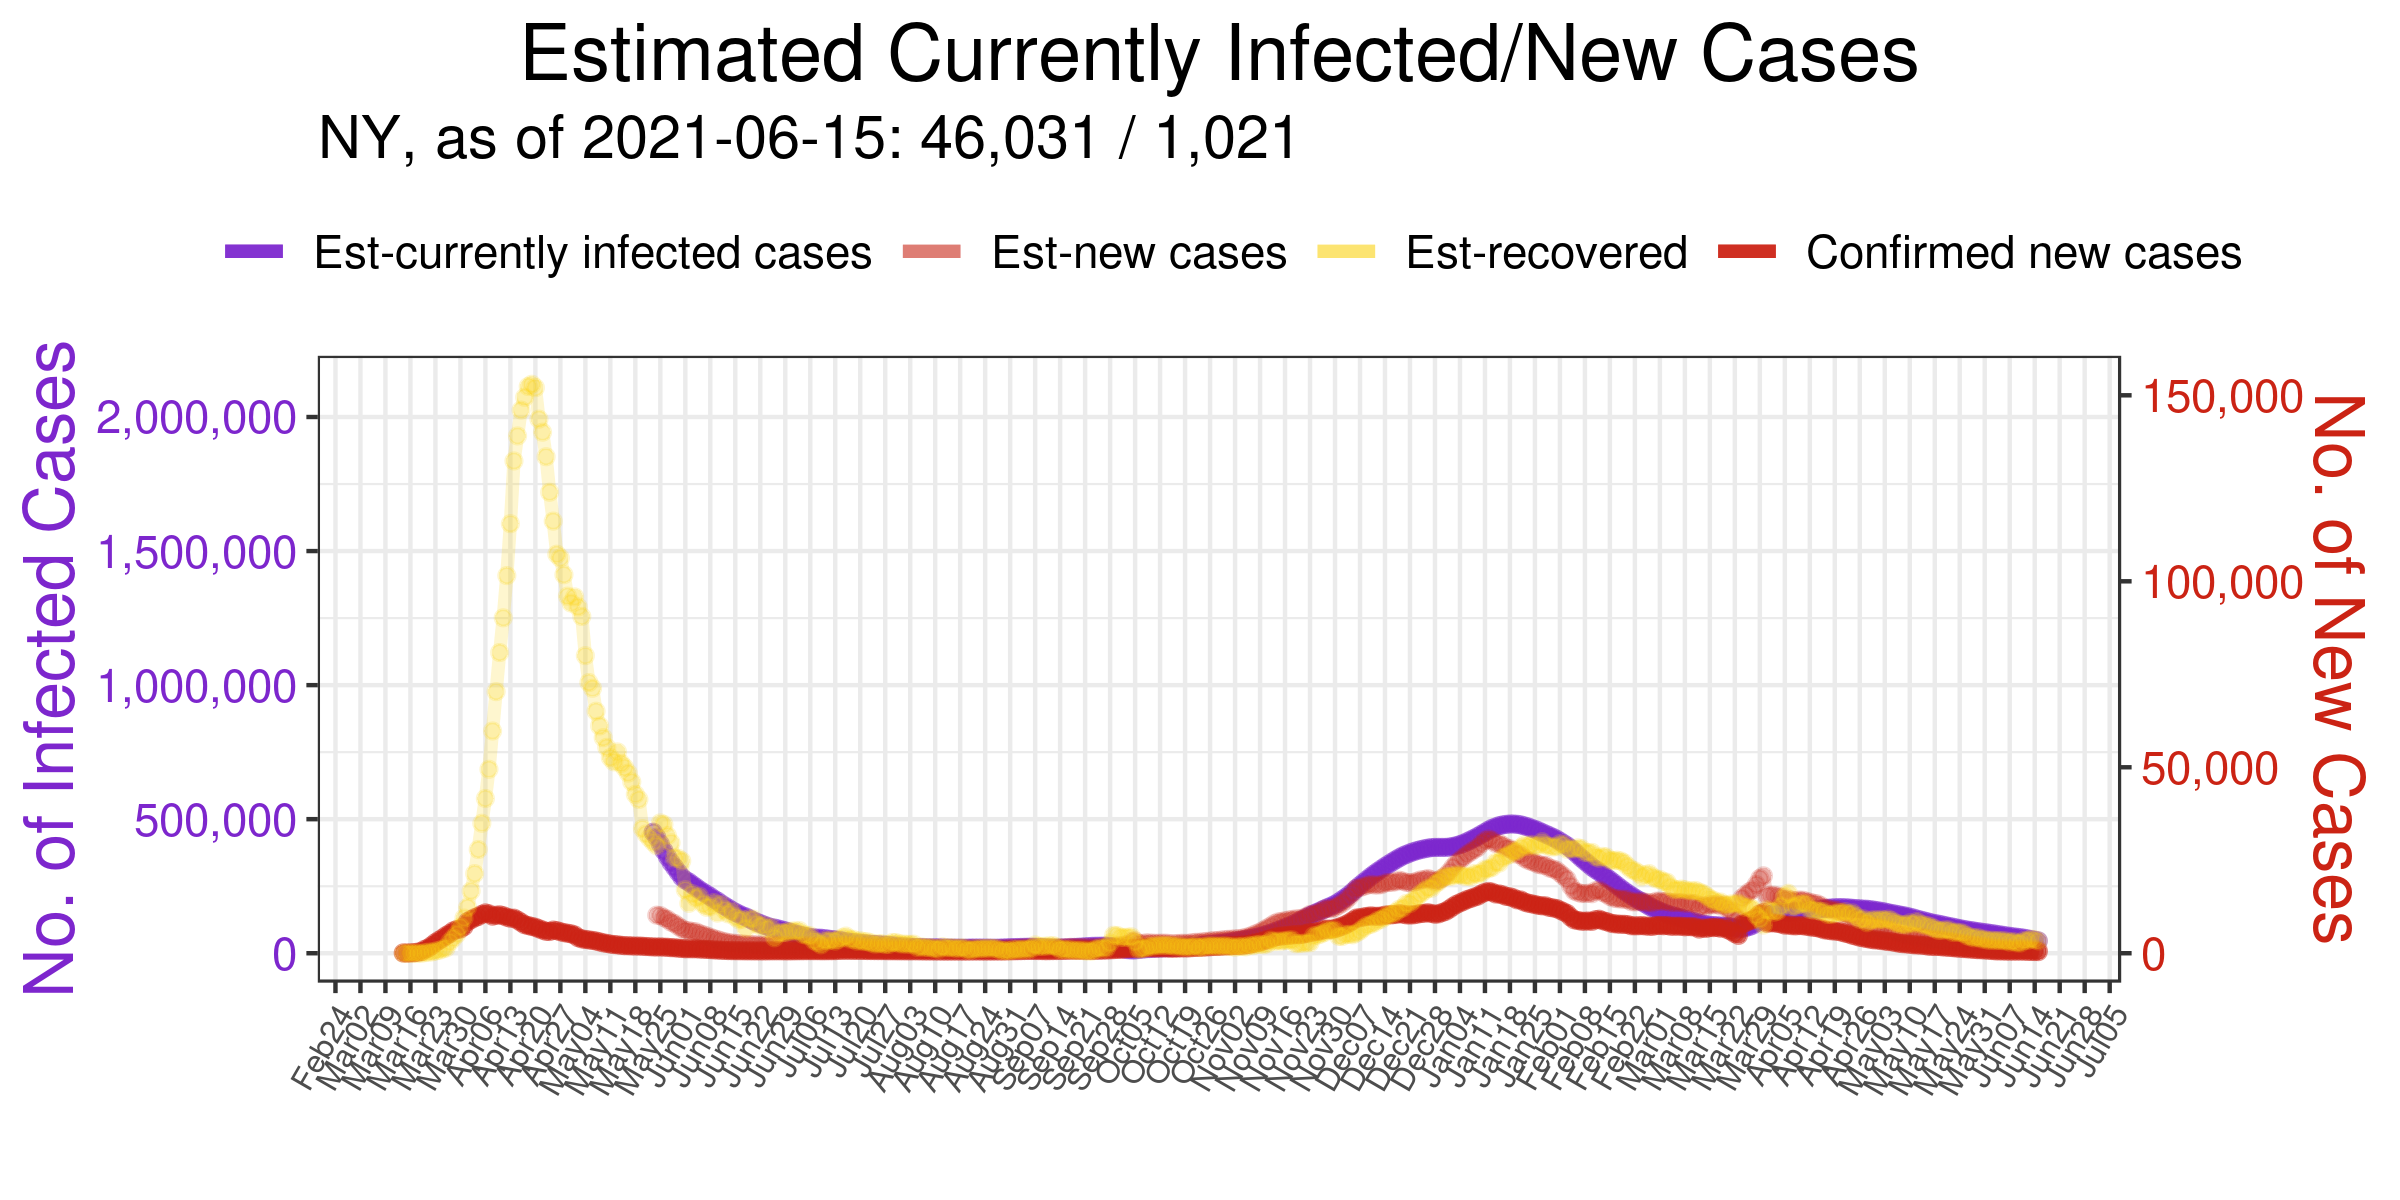 Estimated Currently Infected/New Cases
NY, as of 2021-06-15: 46,031 / 1,021
Est-currently infected cases
Est-new cases
Est-recovered
Confirmed new cases
No. of Infected Cases
2,000,000
1,500,000
1,000,000
500,000
0
150,000
100,000
50,000
0
No. of New Cases
Feb24
Mar02
Mar09
Mar16
Mar23
Mar30
Apr06
Apr13
Apr20
Apr27
May04
May11
May18
May25
Jun01
Jun08
Jun15
Jun22
Jun29
Jul06
Jul13
Jul20
Jul27
Aug03
Aug10
Aug17
Aug24
Aug31
Sep07
Sep14
Sep21
Sep28
Oct05
Oct12
Oct19
Oct26
Nov02
Nov09
Nov16
Nov23
Nov30
Dec07
Dec14
Dec21
Dec28
Jan04
Jan11
Jan18
Jan25
Feb01
Feb08
Feb15
Feb22
Mar01
Mar08
Mar15
Mar22
Mar29
Apr05
Apr12
Apr19
Apr26
May03
May10
May17
May24
May31
Jun07
Jun14
Jun21
Jun28
Jul05